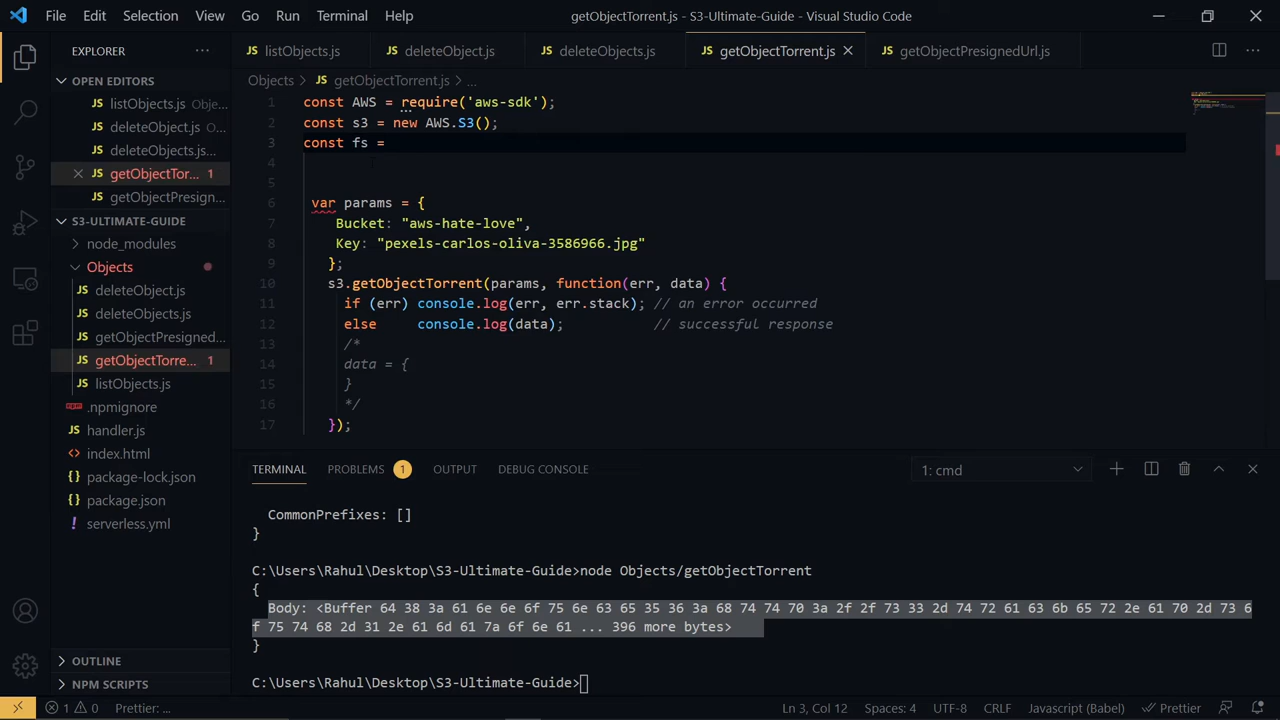 File Edit Selection View Go Run Terminal Help getObjectTorrent.js - S3-Ultimate-Guide - Visual Studio Code
EXPLORER
listObjects.js deleteObject.js deleteObjects.js getObjectTorrent.js getObjectPresignedUrl.js
OPEN EDITORS
listObjects.js Obje...
deleteObject.js O...
deleteObjects.js...
getObjectTor... 1
getObjectPresign...
S3-ULTIMATE-GUIDE
node_modules
Objects
deleteObject.js
deleteObjects.js
getObjectPresigned...
getObjectTorre... 1
listObjects.js
.npmignore
handler.js
index.html
package-lock.json
package.json
serverless.yml
OUTLINE
NPM SCRIPTS
Objects > JS getObjectTorrent.js > ...
1 const AWS = require('aws-sdk');
2 const s3 = new AWS.S3();
3 const fs =
4
5
6 var params = {
7 Bucket: "aws-hate-love",
8 Key: "pexels-carlos-oliva-3586966.jpg"
9 };
10 s3.getObjectTorrent(params, function(err, data) {
11 if (err) console.log(err, err.stack); // an error occurred
12 else console.log(data); // successful response
13 /*
14 data = {
15 }
16 */
17 });
TERMINAL PROBLEMS 1 OUTPUT DEBUG CONSOLE 1: cmd
CommonPrefixes: []
}
C:\Users\Rahul\Desktop\S3-Ultimate-Guide>node Objects/getObjectTorrent
{
Body: <Buffer 64 38 3a 61 6e 6e 6f 75 6e 63 65 35 36 3a 68 74 74 70 3a 2f 2f 73 33 2d 74 72 61 63 6b 65 72 2e 61 70 2d 73 6
f 75 74 68 2d 31 2e 61 6d 61 7a 6f 6e 61 ... 396 more bytes>
}
C:\Users\Rahul\Desktop\S3-Ultimate-Guide>
1 0 Prettier: ... Ln 3, Col 12 Spaces: 4 UTF-8 CRLF Javascript (Babel) Prettier